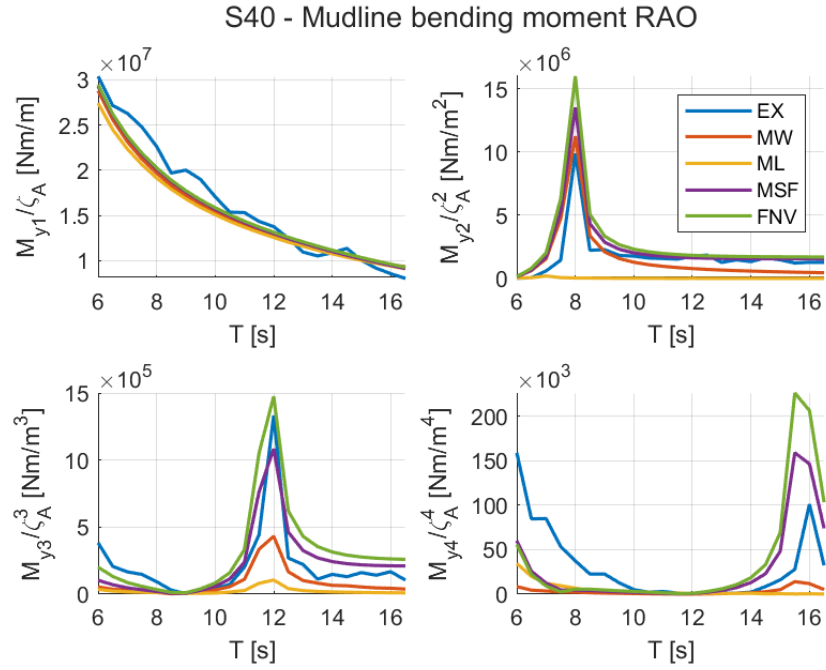 S40 - Mudline bending moment RAO
×10^7
3
2.5
2
1.5
1
6 8 10 12 14 16
T [s]
M_y1/ζ_A [Nm/m]
×10^6
15
10
5
0
6 8 10 12 14 16
T [s]
M_y2/ζ_A^2 [Nm/m^2]
EX
MW
ML
MSF
FNV
×10^5
15
10
5
0
6 8 10 12 14 16
T [s]
M_y3/ζ_A^3 [Nm/m^3]
×10^3
200
150
100
50
0
6 8 10 12 14 16
T [s]
M_y4/ζ_A^4 [Nm/m^4]